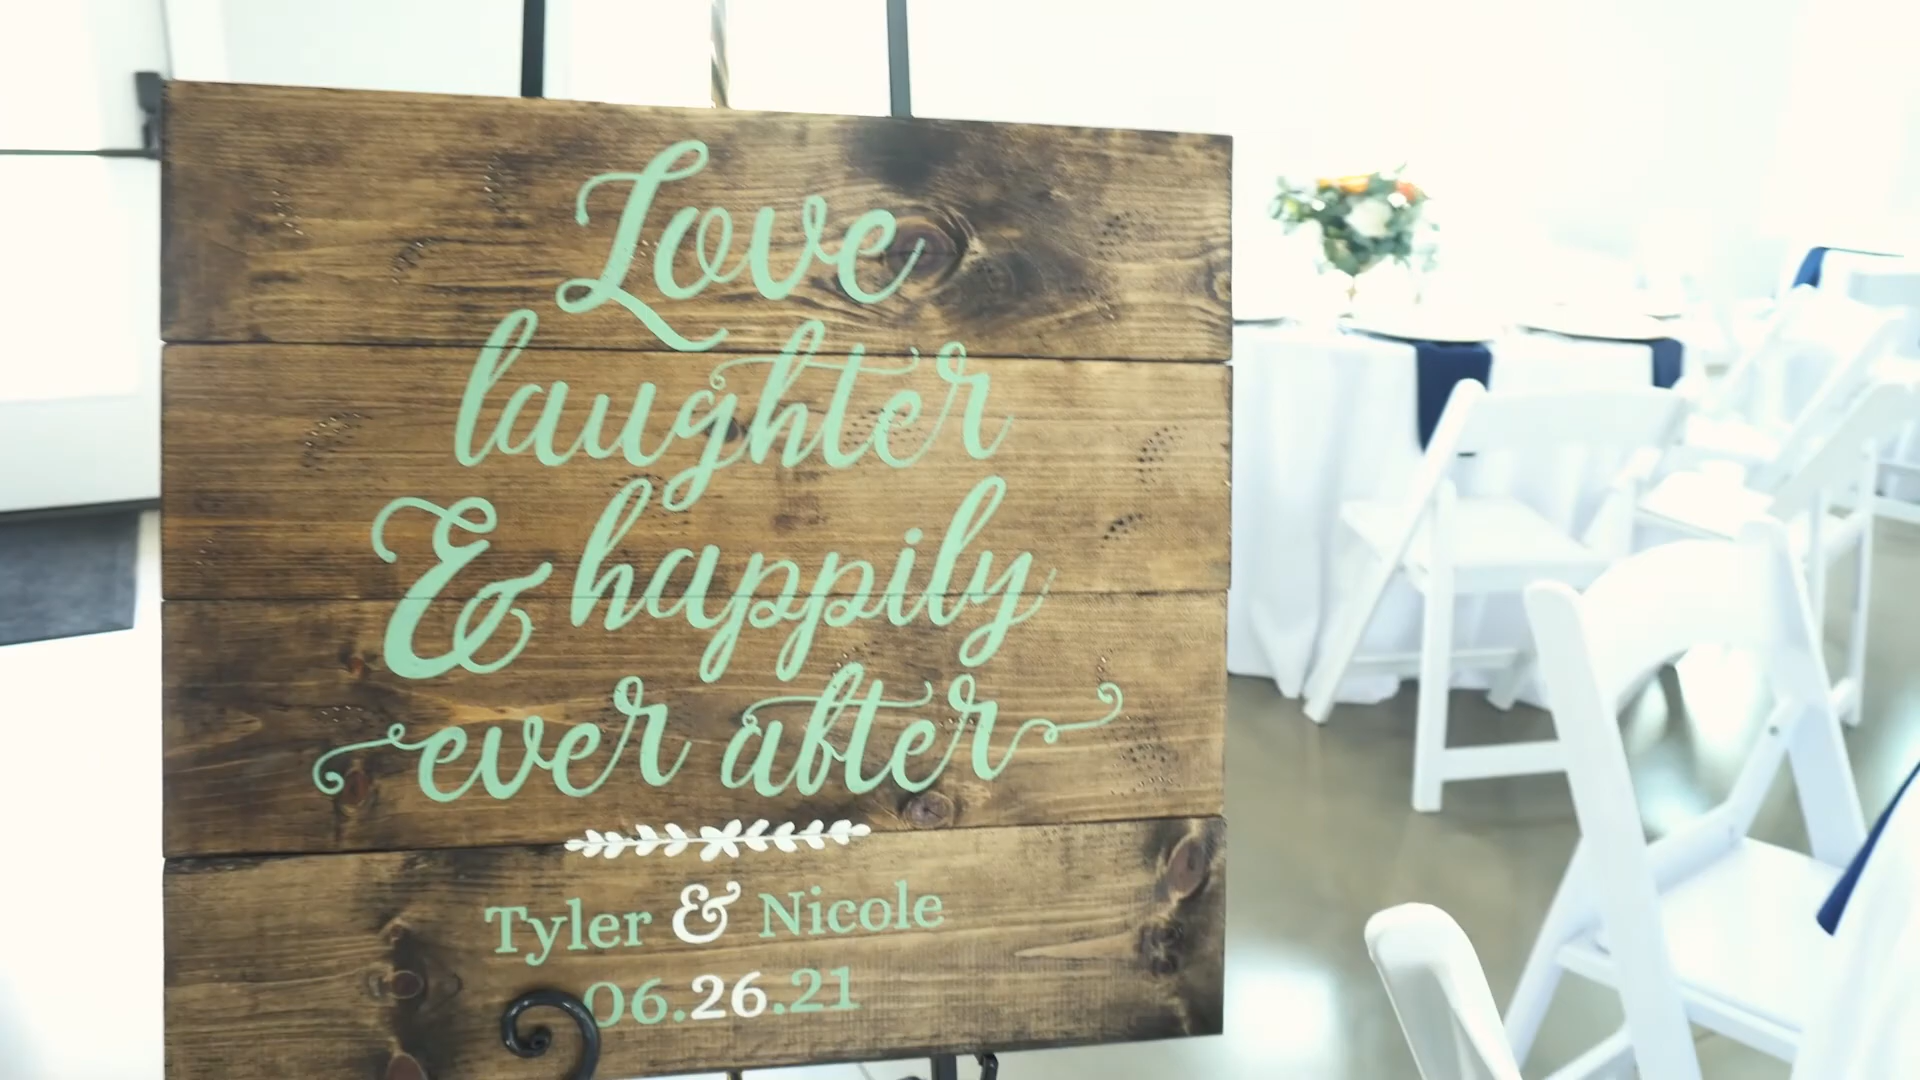 Love
laughter
& happily
ever after
Tyler & Nicole
06.26.21